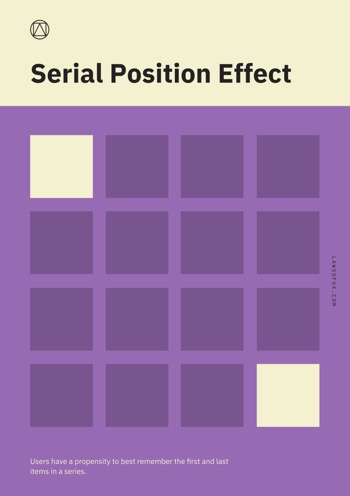 Serial Position Effect
LAWSOFUX.COM
Users have a propensity to best remember the first and last
items in a series.